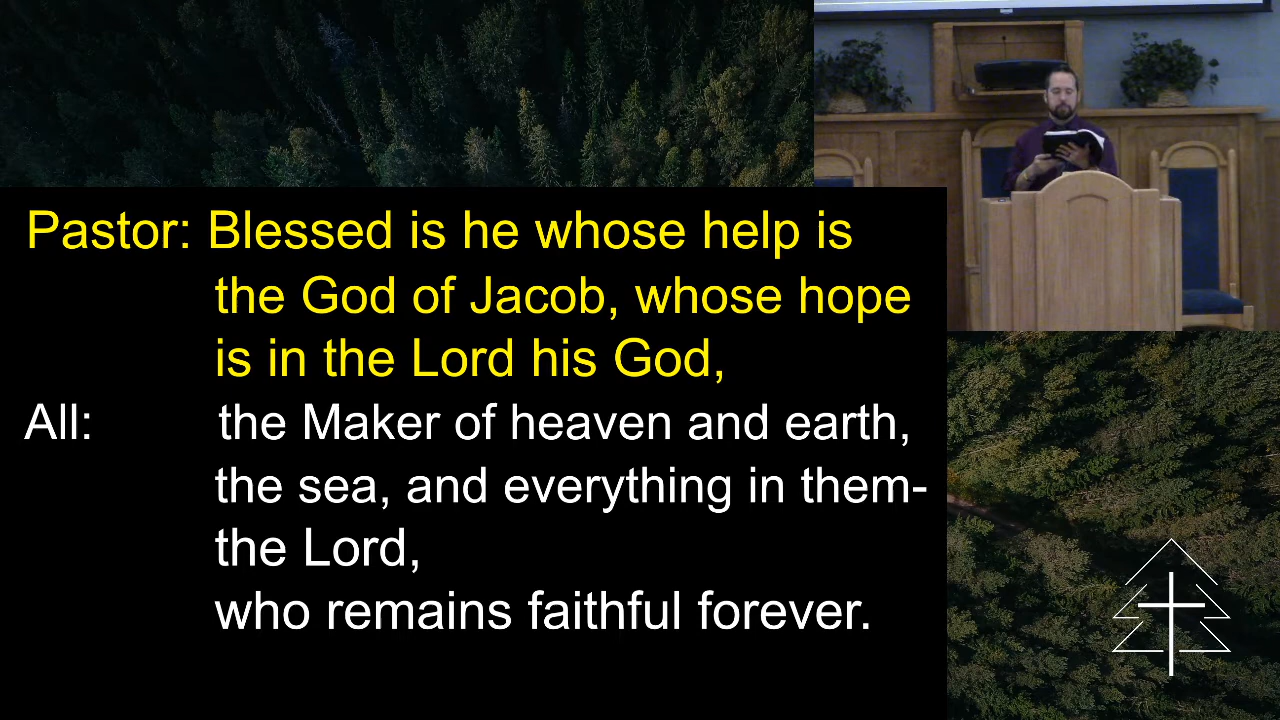 Pastor: Blessed is he whose help is
the God of Jacob, whose hope
is in the Lord his God,
All: the Maker of heaven and earth,
the sea, and everything in them-
the Lord,
who remains faithful forever.